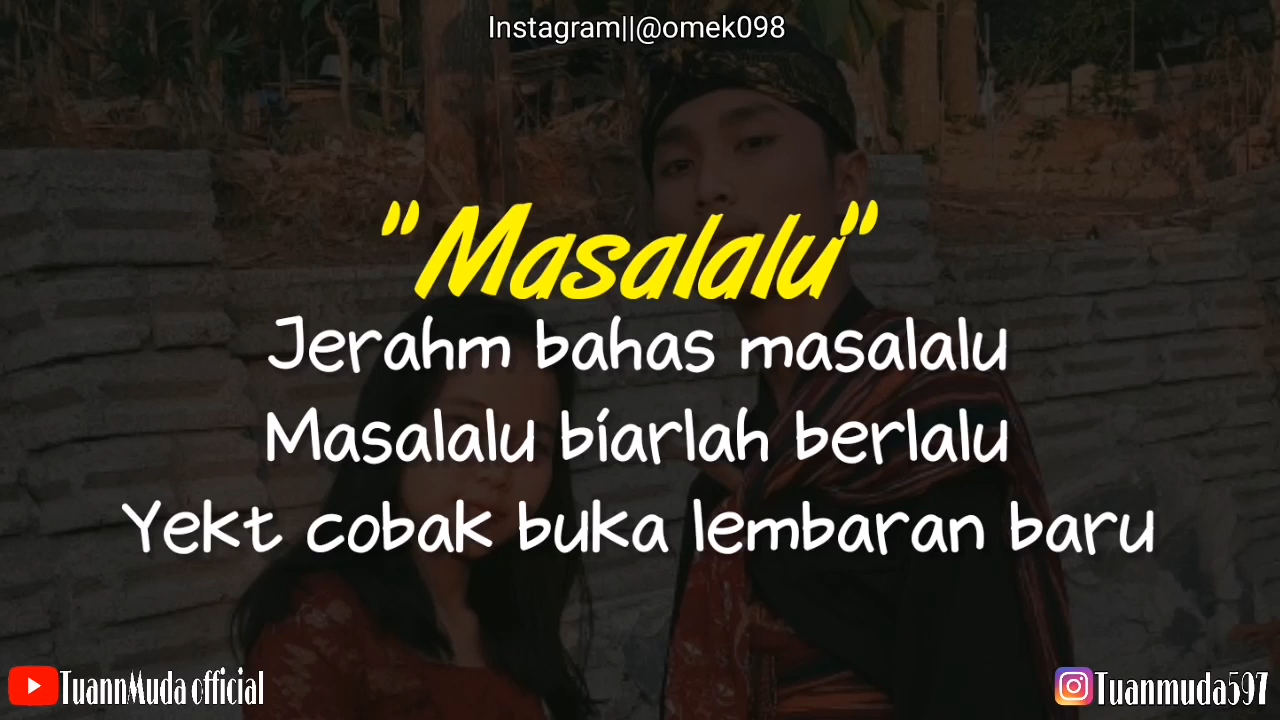 Instagram||@omek098
"Masalalu"
Jerahm bahas masalalu
Masalalu biarlah berlalu
Yekt cobak buka lembaran baru
TuannMuda official
Tuanmuda597